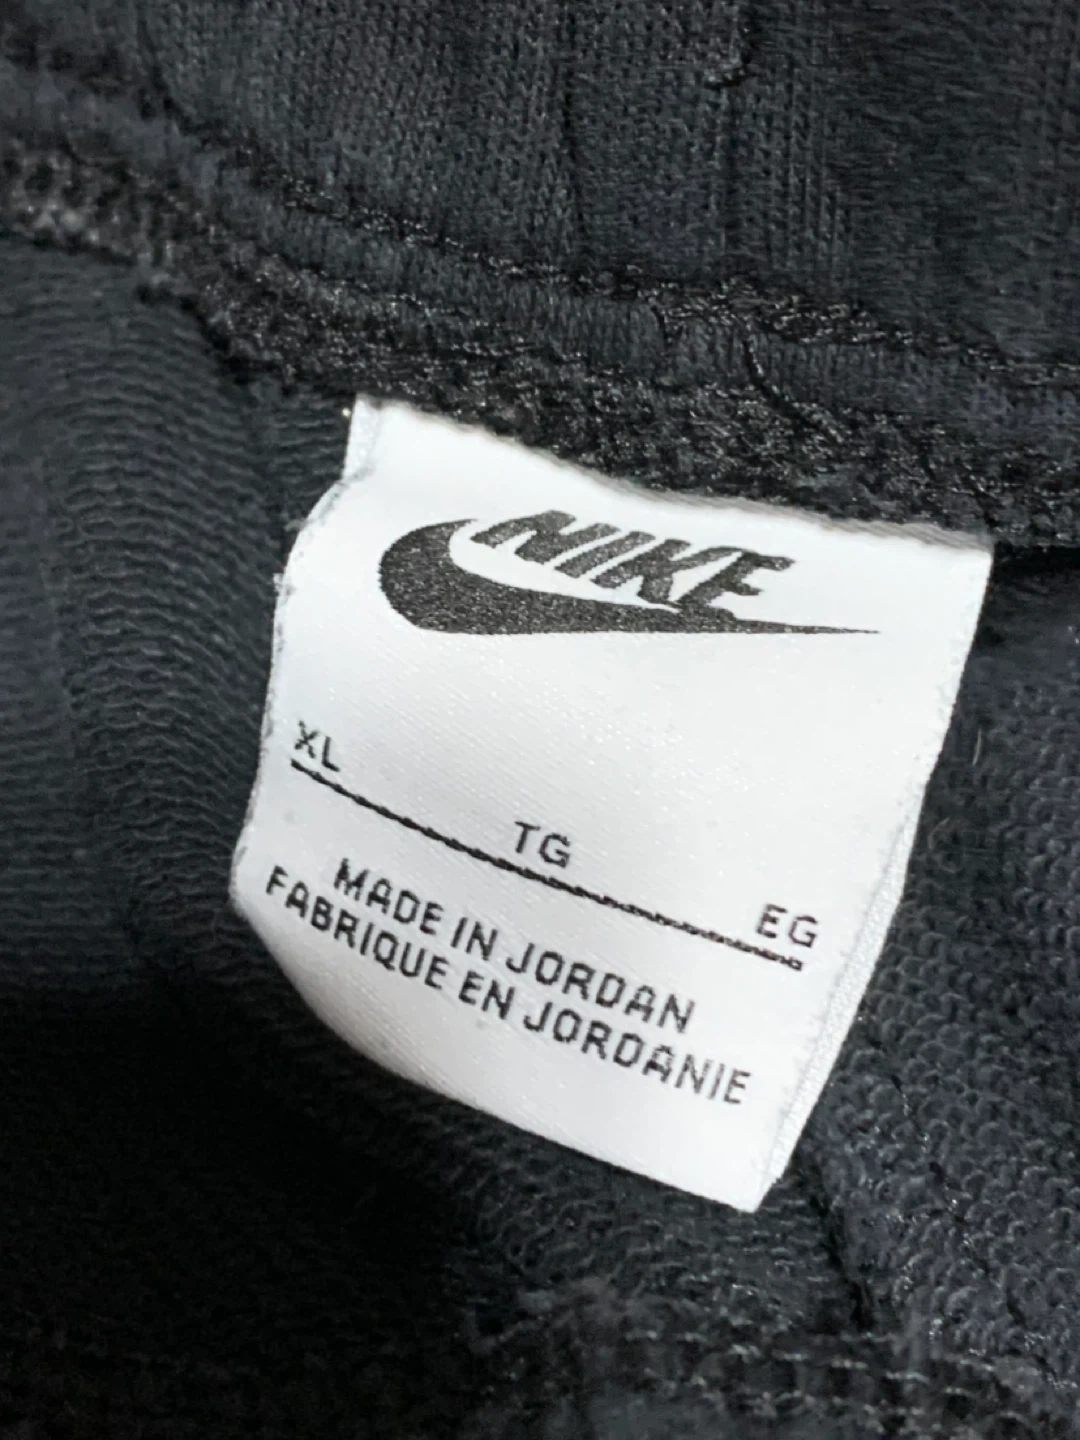 NIKE
XL TG EG
MADE IN JORDAN
FABRIQUE EN JORDANIE